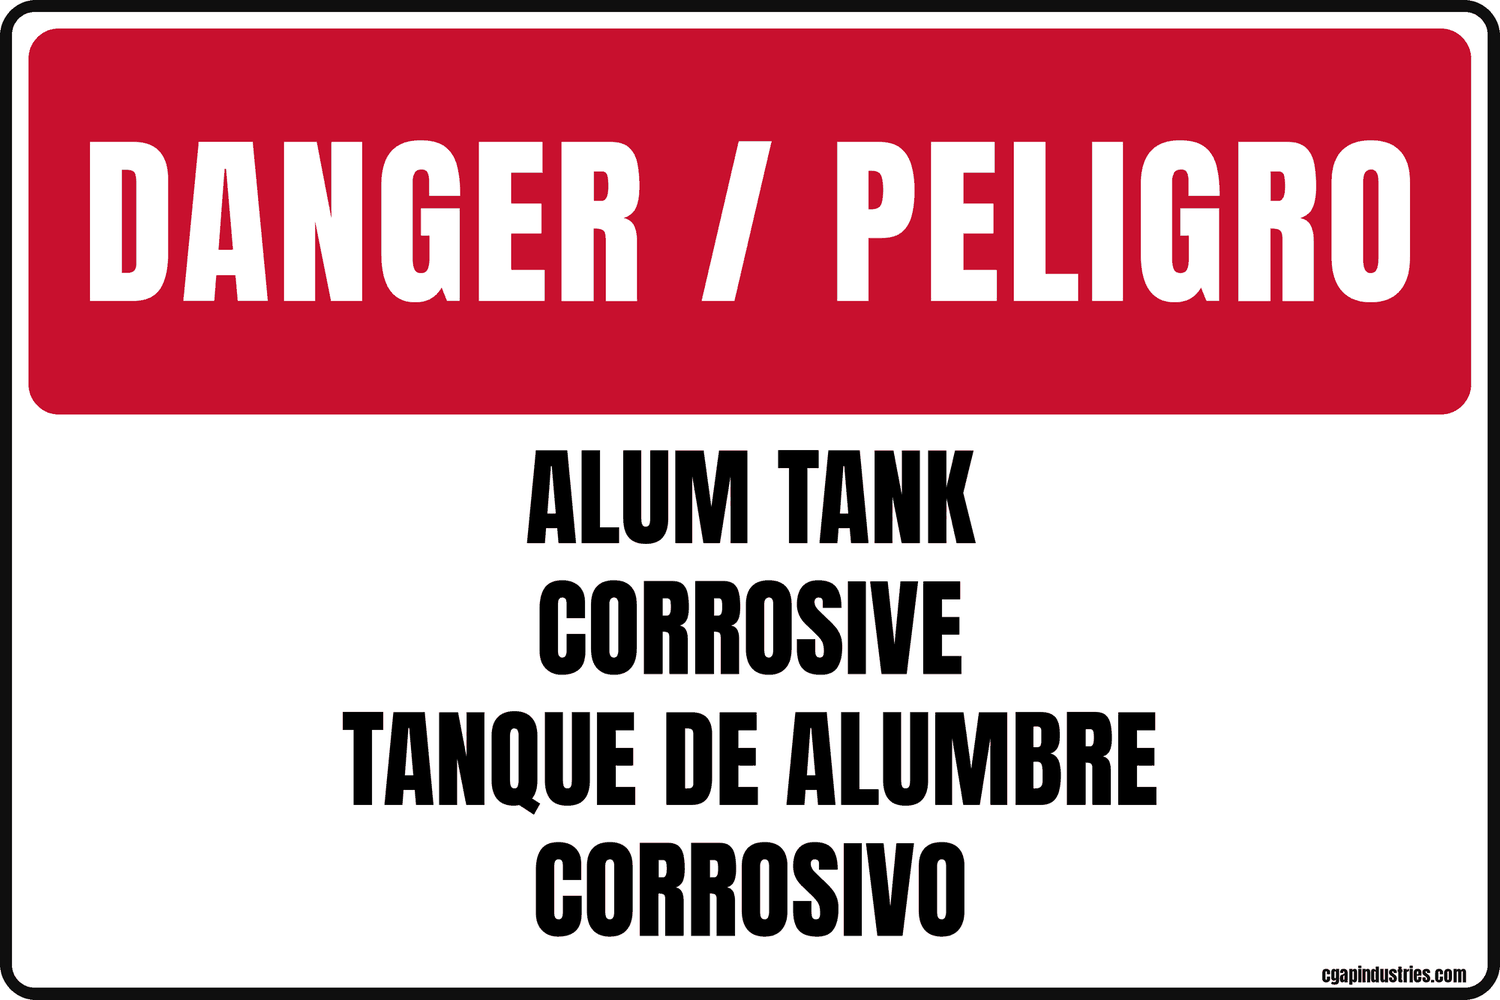 DANGER / PELIGRO
ALUM TANK
CORROSIVE
TANQUE DE ALUMBRE
CORROSIVO
cgapindustries.com